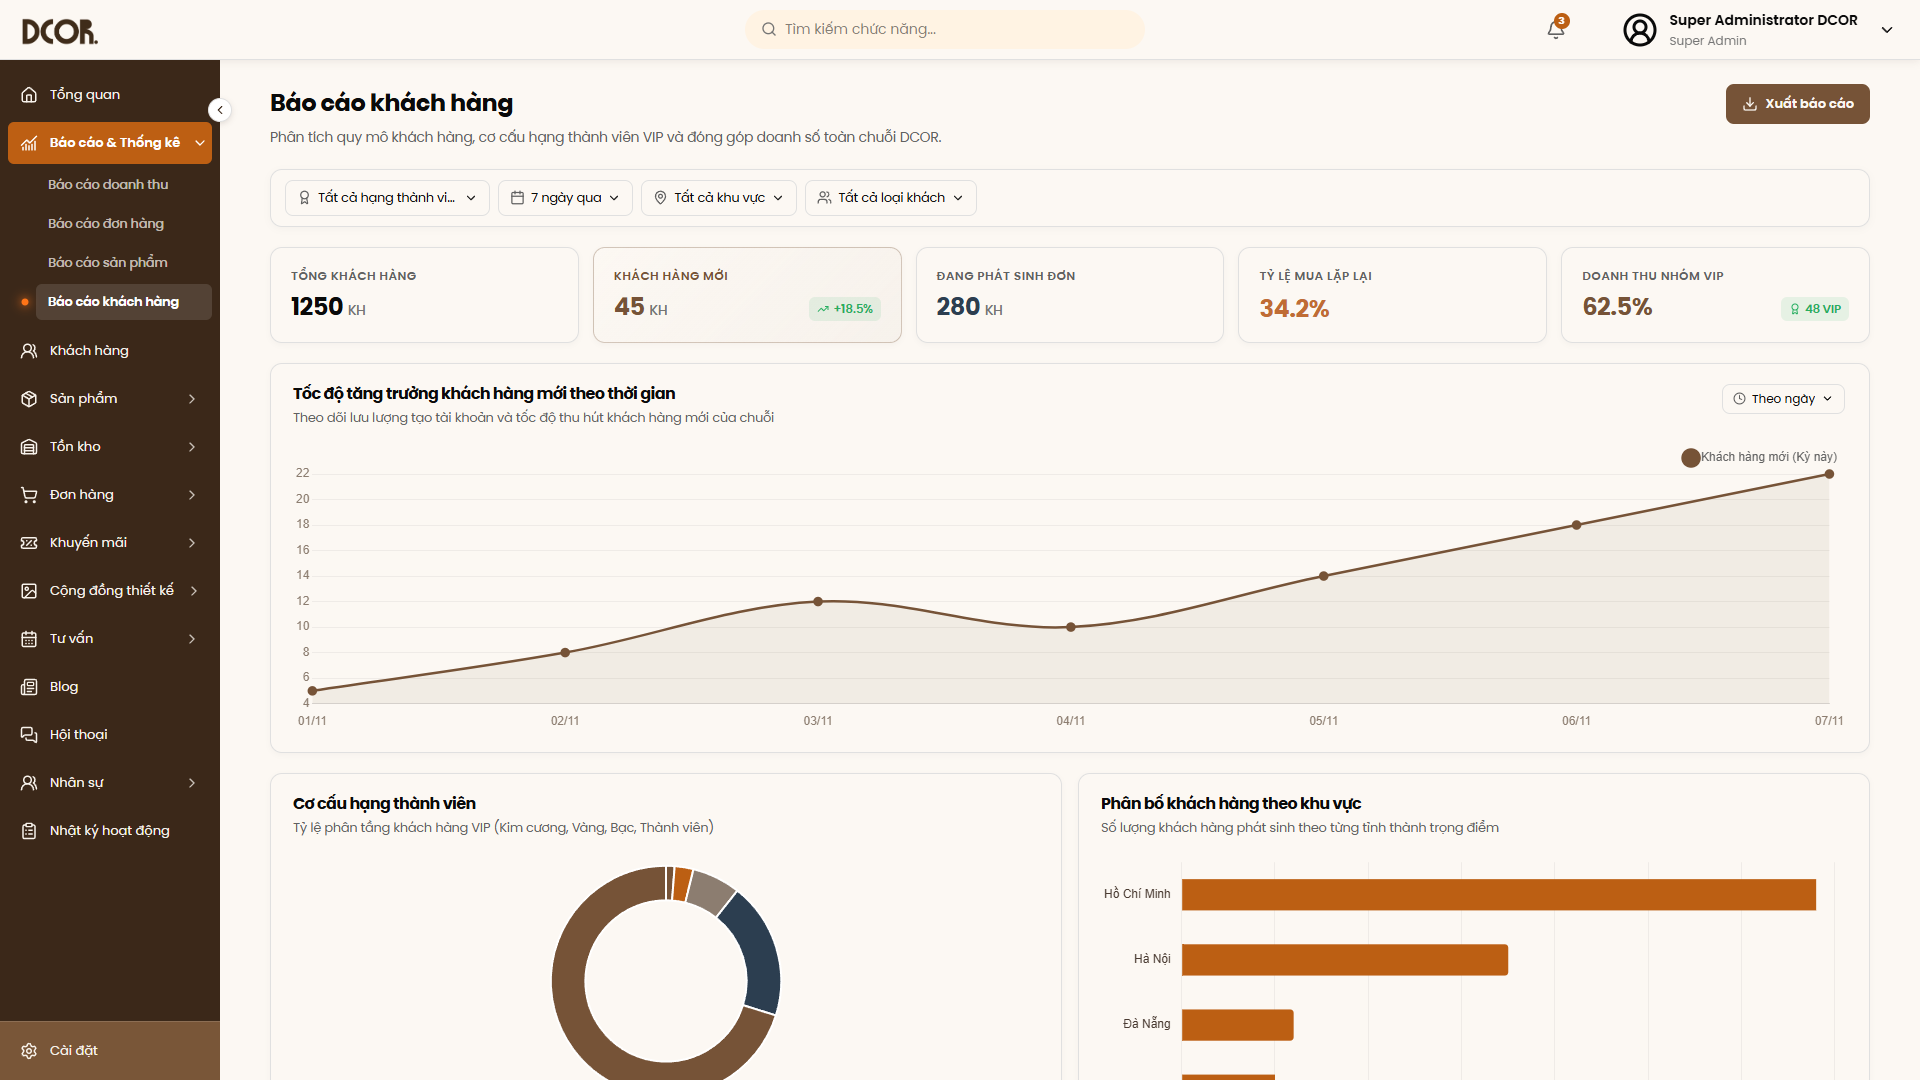 DCOR.
Tìm kiếm chức năng...
3
Super Administrator DCOR
Super Admin
Tổng quan
Báo cáo & Thống kê
Báo cáo doanh thu
Báo cáo đơn hàng
Báo cáo sản phẩm
Báo cáo khách hàng
Khách hàng
Sản phẩm
Tồn kho
Đơn hàng
Khuyến mãi
Cộng đồng thiết kế
Tư vấn
Blog
Hội thoại
Nhân sự
Nhật ký hoạt động
Cài đặt
Báo cáo khách hàng
Phân tích quy mô khách hàng, cơ cấu hạng thành viên VIP và đóng góp doanh số toàn chuỗi DCOR.
Xuất báo cáo
Tất cả hạng thành vi...
7 ngày qua
Tất cả khu vực
Tất cả loại khách
TỔNG KHÁCH HÀNG
1250 KH
KHÁCH HÀNG MỚI
45 KH
+18.5%
ĐANG PHÁT SINH ĐƠN
280 KH
TỶ LỆ MUA LẶP LẠI
34.2%
DOANH THU NHÓM VIP
62.5%
48 VIP
Tốc độ tăng trưởng khách hàng mới theo thời gian
Theo dõi lưu lượng tạo tài khoản và tốc độ thu hút khách hàng mới của chuỗi
Theo ngày
Khách hàng mới (Kỳ này)
22
20
18
16
14
12
10
8
6
4
01/11
02/11
03/11
04/11
05/11
06/11
07/11
Cơ cấu hạng thành viên
Tỷ lệ phân tầng khách hàng VIP (Kim cương, Vàng, Bạc, Thành viên)
Phân bố khách hàng theo khu vực
Số lượng khách hàng phát sinh theo từng tỉnh thành trọng điểm
Hồ Chí Minh
Hà Nội
Đà Nẵng